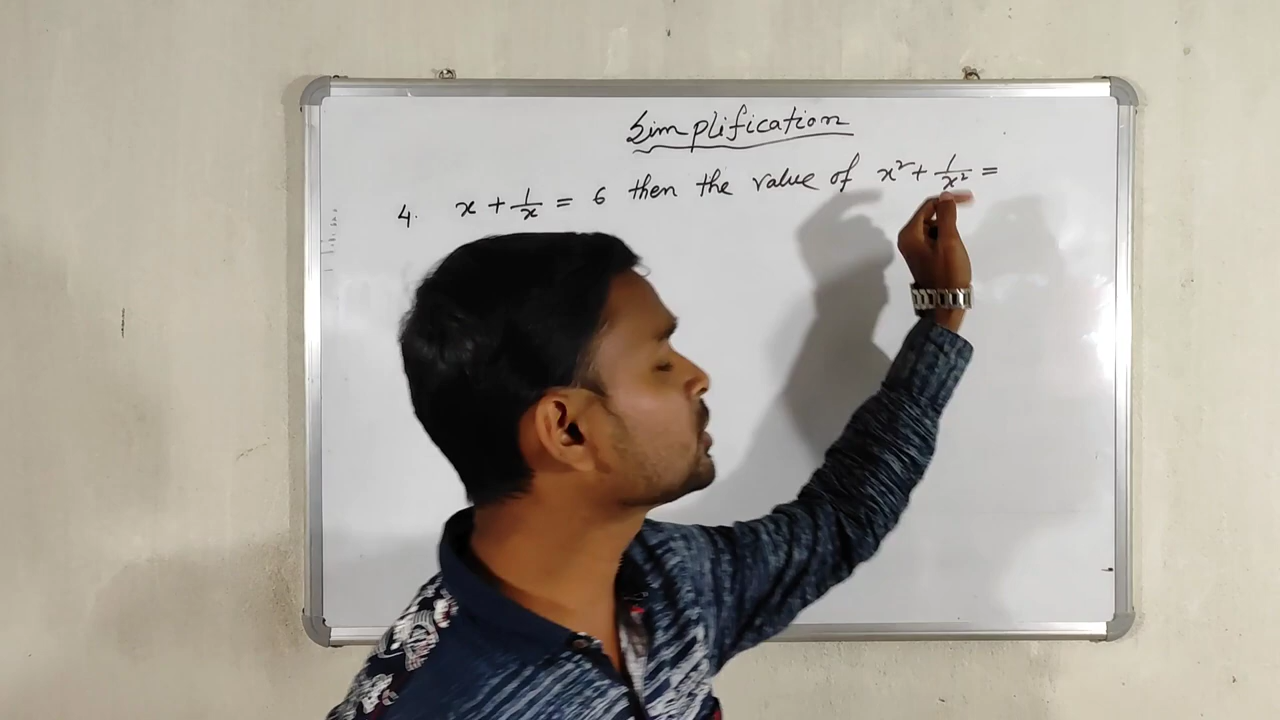 Simplification
4. x + 1/x = 6 then the value of x² + 1/x² =